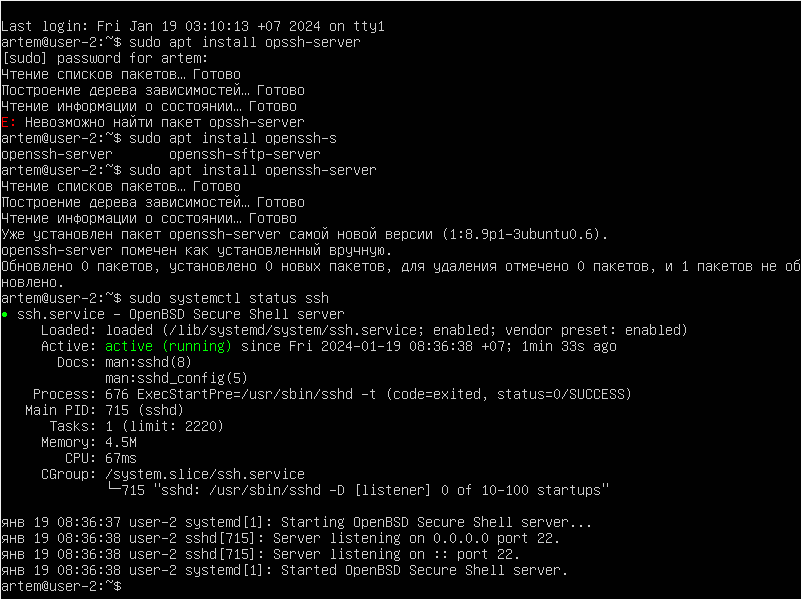 Last login: Fri Jan 19 03:10:13 +07 2024 on tty1
artem@user-2:~$ sudo apt install opssh-server
[sudo] password for artem:
Чтение списков пакетов… Готово
Построение дерева зависимостей… Готово
Чтение информации о состоянии… Готово
E: Невозможно найти пакет opssh-server
artem@user-2:~$ sudo apt install openssh-s
openssh-server       openssh-sftp-server
artem@user-2:~$ sudo apt install openssh-server
Чтение списков пакетов… Готово
Построение дерева зависимостей… Готово
Чтение информации о состоянии… Готово
Уже установлен пакет openssh-server самой новой версии (1:8.9p1-3ubuntu0.6).
openssh-server помечен как установленный вручную.
Обновлено 0 пакетов, установлено 0 новых пакетов, для удаления отмечено 0 пакетов, и 1 пакетов не об
новлено.
artem@user-2:~$ sudo systemctl status ssh
● ssh.service - OpenBSD Secure Shell server
     Loaded: loaded (/lib/systemd/system/ssh.service; enabled; vendor preset: enabled)
     Active: active (running) since Fri 2024-01-19 08:36:38 +07; 1min 33s ago
       Docs: man:sshd(8)
             man:sshd_config(5)
    Process: 676 ExecStartPre=/usr/sbin/sshd -t (code=exited, status=0/SUCCESS)
   Main PID: 715 (sshd)
      Tasks: 1 (limit: 2220)
     Memory: 4.5M
        CPU: 67ms
     CGroup: /system.slice/ssh.service
             └─715 "sshd: /usr/sbin/sshd -D [listener] 0 of 10-100 startups"
янв 19 08:36:37 user-2 systemd[1]: Starting OpenBSD Secure Shell server...
янв 19 08:36:38 user-2 sshd[715]: Server listening on 0.0.0.0 port 22.
янв 19 08:36:38 user-2 sshd[715]: Server listening on :: port 22.
янв 19 08:36:38 user-2 systemd[1]: Started OpenBSD Secure Shell server.
artem@user-2:~$